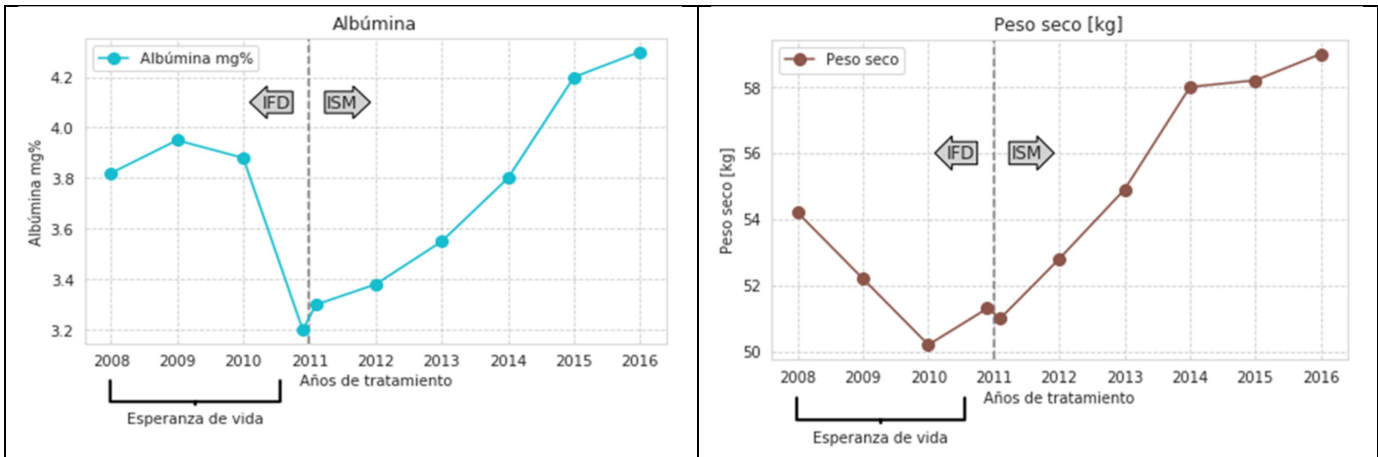 Albúmina
Albúmina mg%
IFD
ISM
Albúmina mg%
4.2
4.0
3.8
3.6
3.4
3.2
2008 2009 2010 2011 2012 2013 2014 2015 2016
Años de tratamiento
Esperanza de vida
Peso seco [kg]
Peso seco
IFD
ISM
Peso seco [kg]
58
56
54
52
50
2008 2009 2010 2011 2012 2013 2014 2015 2016
Años de tratamiento
Esperanza de vida